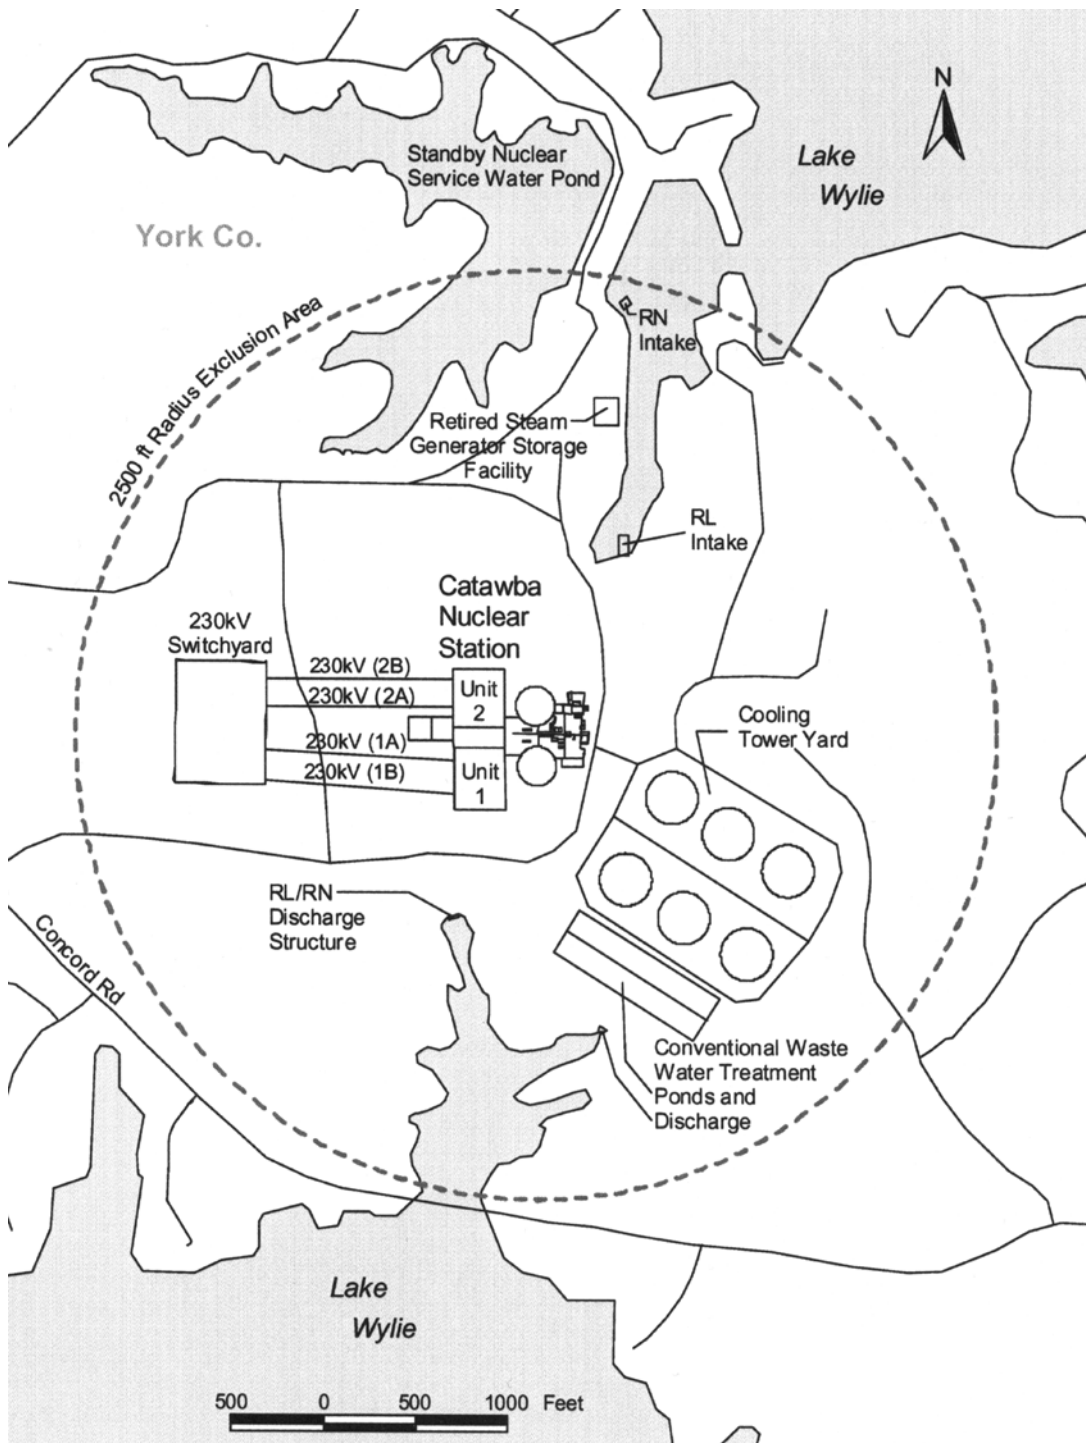 N
Standby Nuclear
Service Water Pond
Lake
Wylie
York Co.
2500 ft Radius Exclusion Area
RN
Intake
Retired Steam
Generator Storage
Facility
RL
Intake
Catawba
Nuclear
Station
230kV
Switchyard
230kV (2B)
230kV (2A)
230kV (1A)
230kV (1B)
Unit
2
Unit
1
Cooling
Tower Yard
RL/RN
Discharge
Structure
Concord Rd
Conventional Waste
Water Treatment
Ponds and
Discharge
Lake
Wylie
500 0 500 1000 Feet